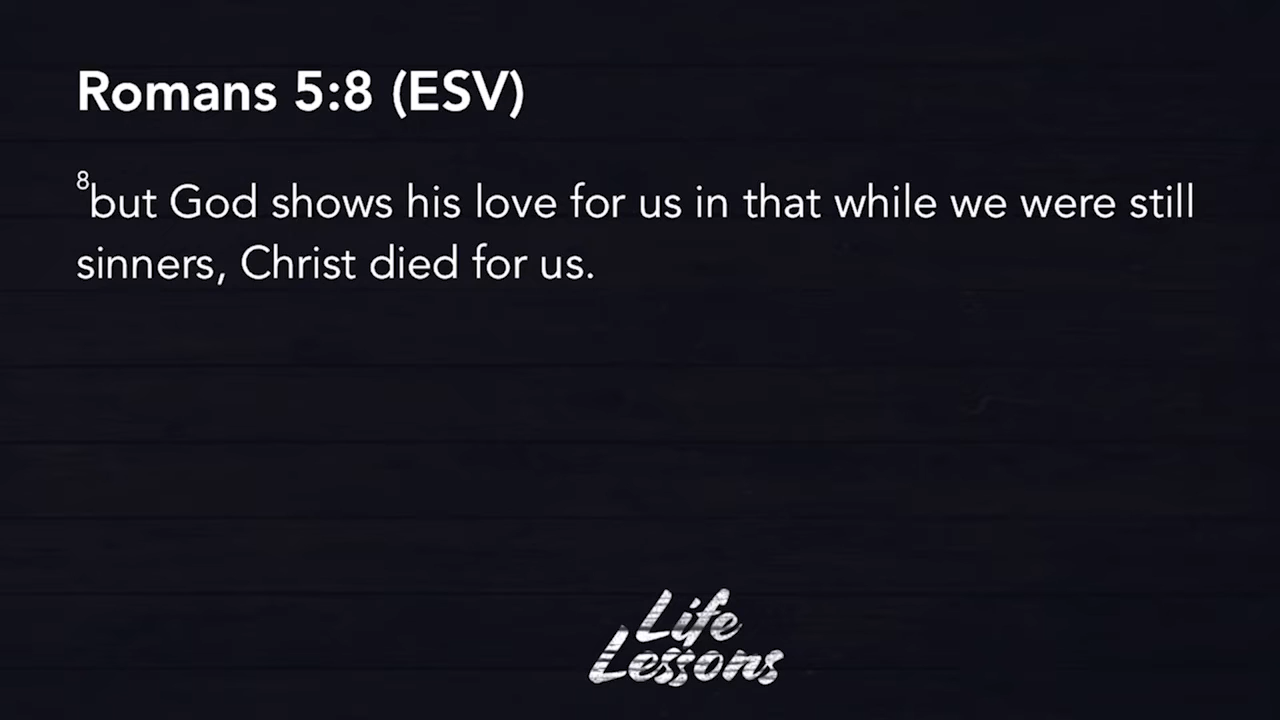 Romans 5:8 (ESV)
⁸but God shows his love for us in that while we were still
sinners, Christ died for us.
Life
Lessons